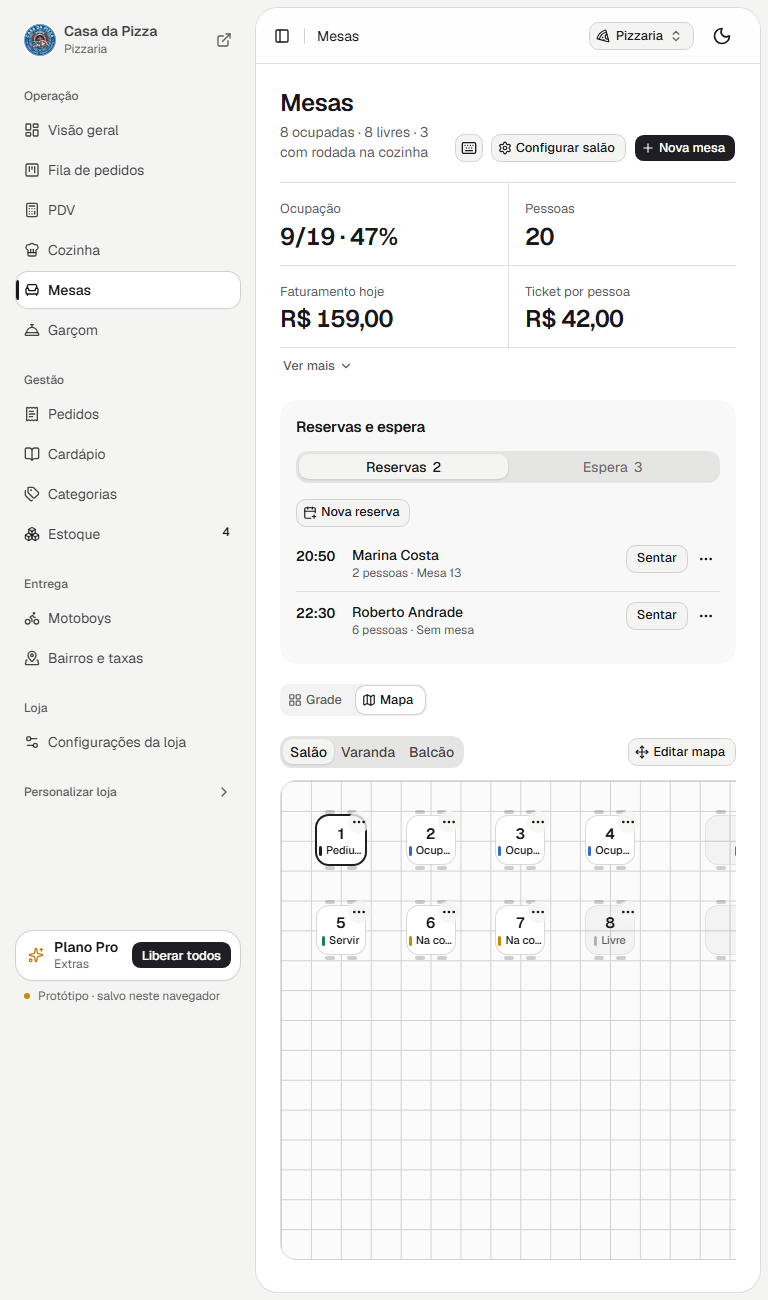 Casa da Pizza
Pizzaria
Operação
Visão geral
Fila de pedidos
PDV
Cozinha
Mesas
Garçom
Gestão
Pedidos
Cardápio
Categorias
Estoque 4
Entrega
Motoboys
Bairros e taxas
Loja
Configurações da loja
Personalizar loja
Plano Pro
Extras
Liberar todos
Protótipo · salvo neste navegador
Mesas
Pizzaria
Mesas
8 ocupadas · 8 livres · 3
com rodada na cozinha
Configurar salão
Nova mesa
Ocupação
9/19 · 47%
Pessoas
20
Faturamento hoje
R$ 159,00
Ticket por pessoa
R$ 42,00
Ver mais
Reservas e espera
Reservas 2
Espera 3
Nova reserva
20:50 Marina Costa
2 pessoas · Mesa 13
Sentar
22:30 Roberto Andrade
6 pessoas · Sem mesa
Sentar
Grade
Mapa
Salão Varanda Balcão
Editar mapa
1
Pediu...
2
Ocup...
3
Ocup...
4
Ocup...
5
Servir
6
Na co...
7
Na co...
8
Livre